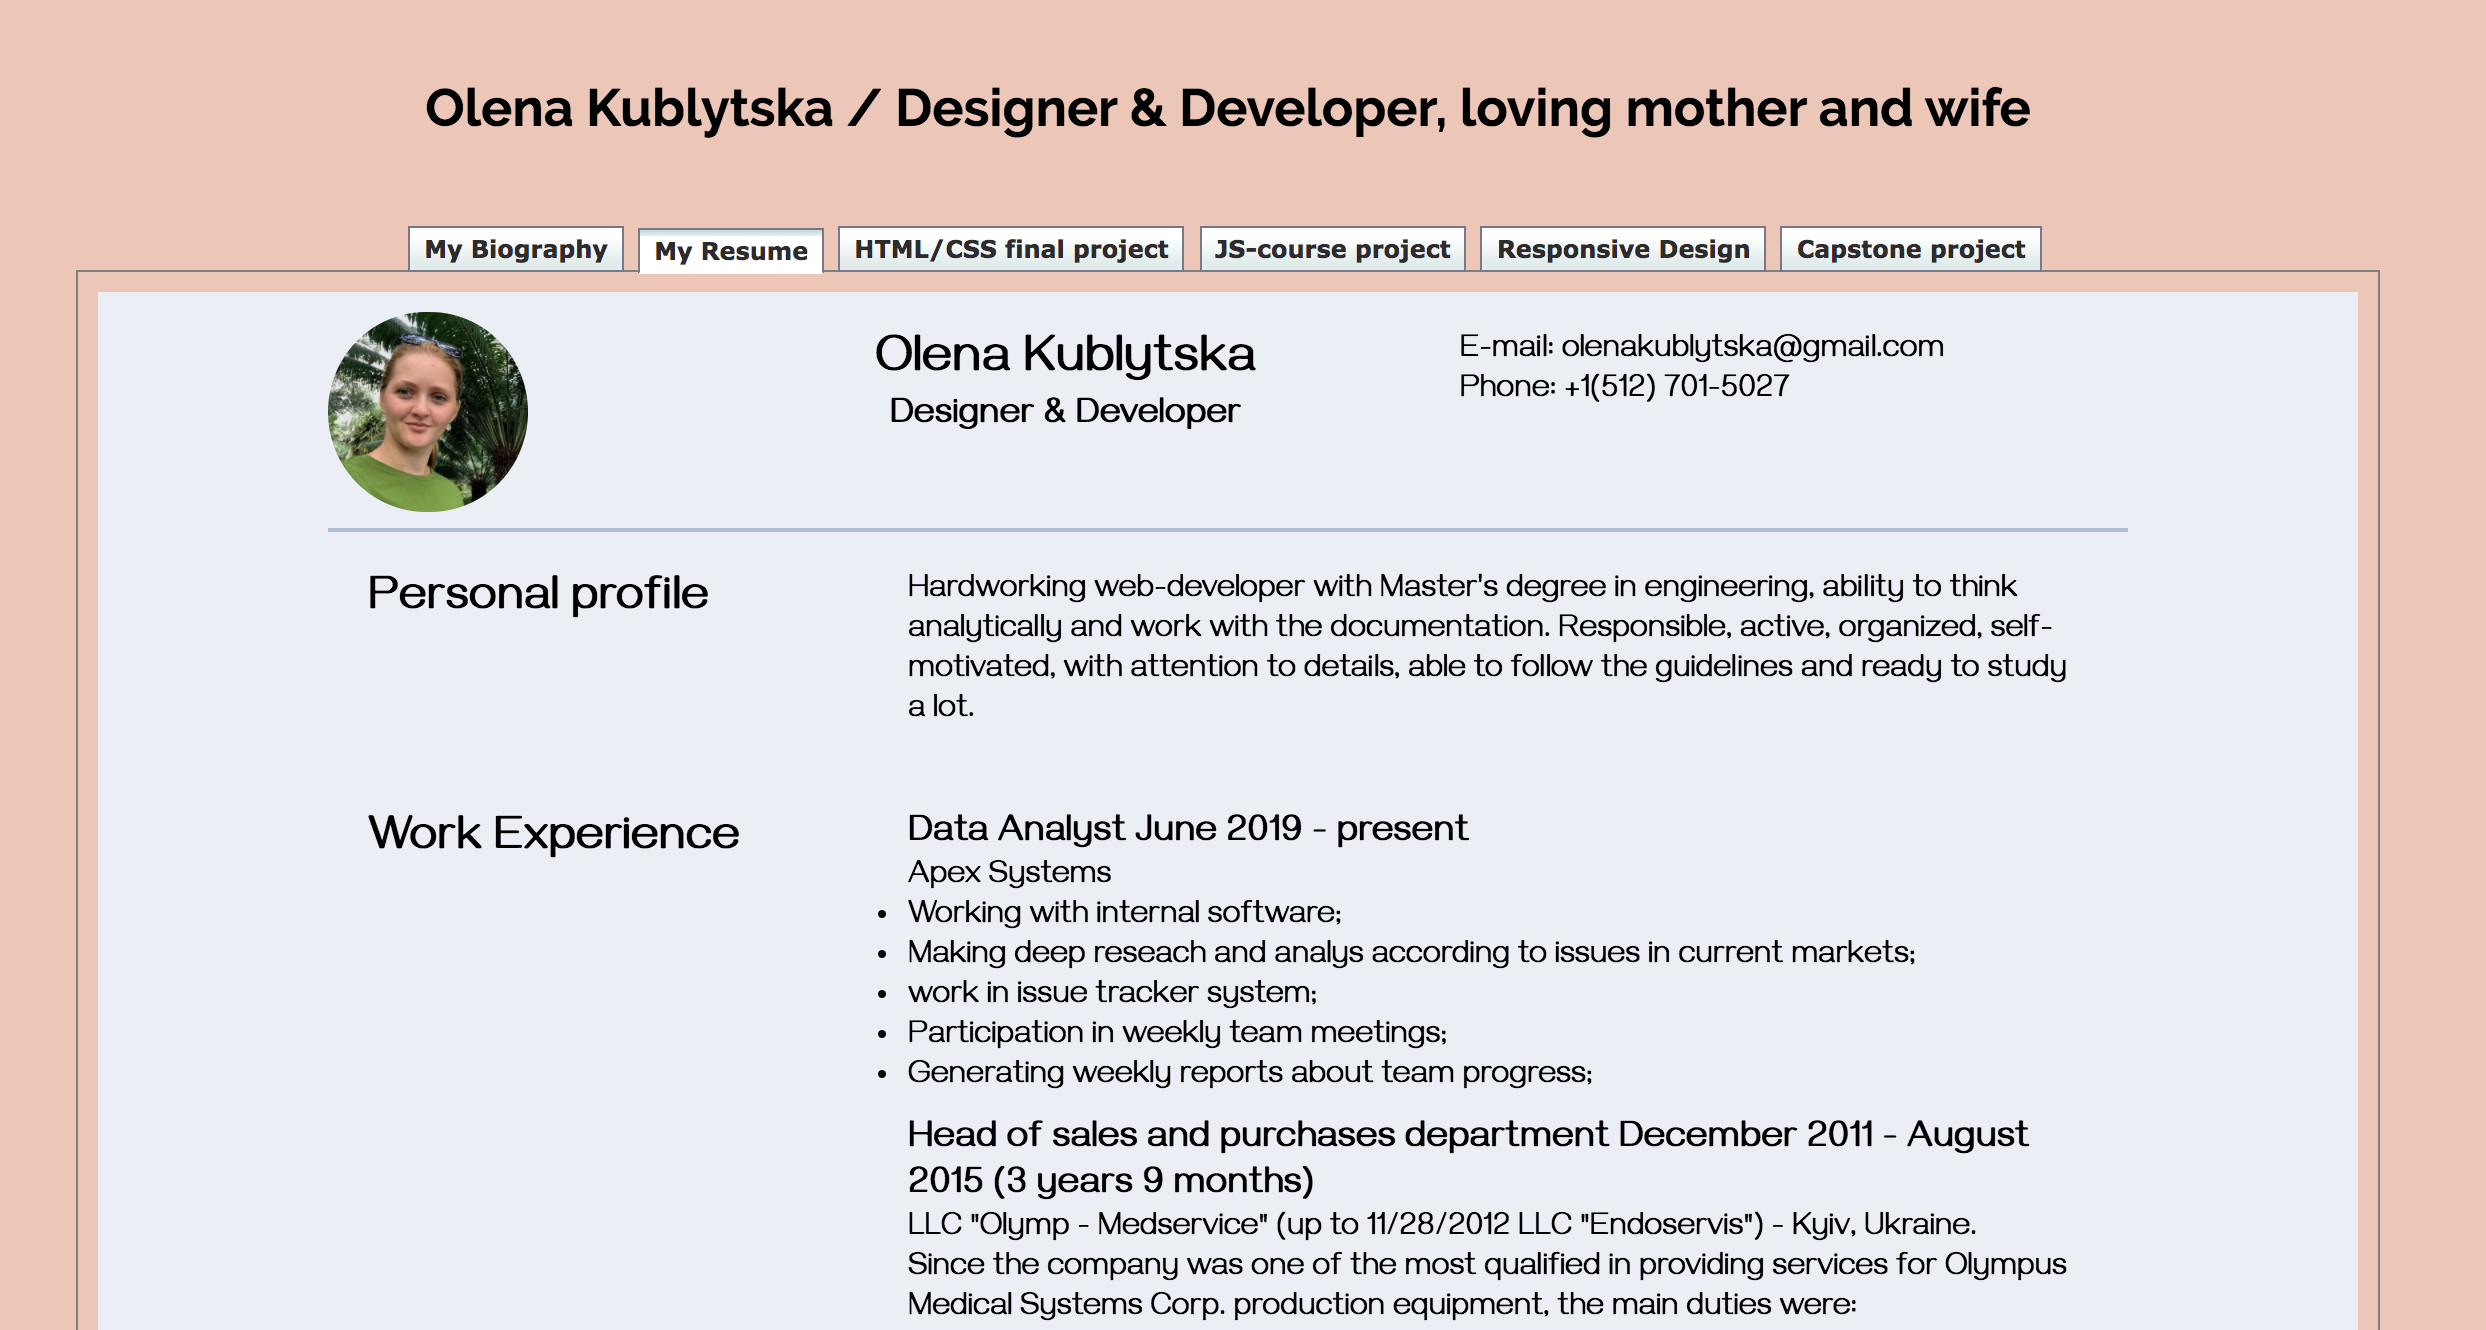 Olena Kublytska / Designer & Developer, loving mother and wife
My Biography
My Resume
HTML/CSS final project
JS-course project
Responsive Design
Capstone project
Olena Kublytska
Designer & Developer
E-mail: olenakublytska@gmail.com
Phone: +1(512) 701-5027
Personal profile
Hardworking web-developer with Master's degree in engineering, ability to think
analytically and work with the documentation. Responsible, active, organized, self-
motivated, with attention to details, able to follow the guidelines and ready to study
a lot.
Work Experience
Data Analyst June 2019 - present
Apex Systems
• Working with internal software;
• Making deep reseach and analys according to issues in current markets;
• work in issue tracker system;
• Participation in weekly team meetings;
• Generating weekly reports about team progress;
Head of sales and purchases department December 2011 - August
2015 (3 years 9 months)
LLC "Olymp - Medservice" (up to 11/28/2012 LLC "Endoservis") - Kyiv, Ukraine.
Since the company was one of the most qualified in providing services for Olympus
Medical Systems Corp. production equipment, the main duties were: